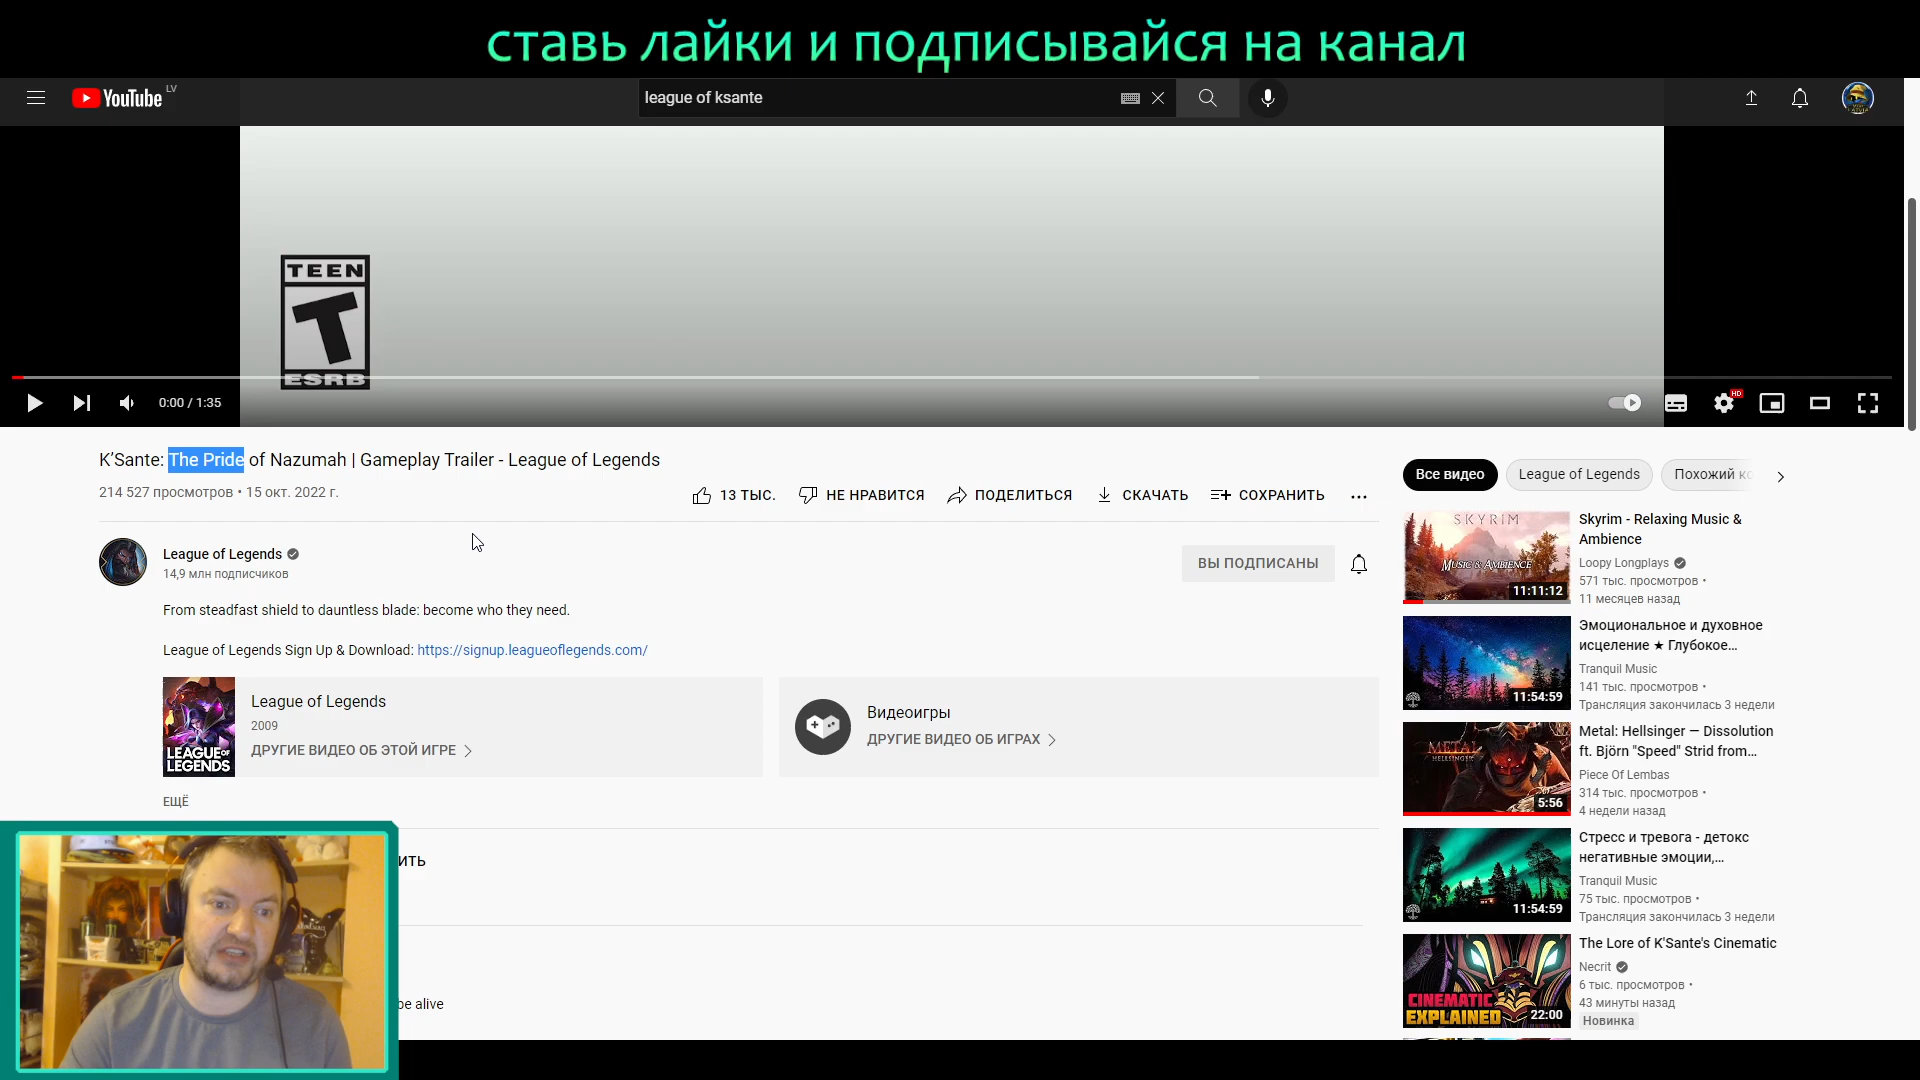 ставь лайки и подписывайся на канал
YouTube LV
league of ksante
TEEN
T
ESRB
0:00 / 1:35
HD
K’Sante: The Pride of Nazumah | Gameplay Trailer - League of Legends
214 527 просмотров • 15 окт. 2022 г.
13 ТЫС.
НЕ НРАВИТСЯ
ПОДЕЛИТЬСЯ
СКАЧАТЬ
СОХРАНИТЬ
League of Legends
14,9 млн подписчиков
ВЫ ПОДПИСАНЫ
From steadfast shield to dauntless blade: become who they need.
League of Legends Sign Up & Download: https://signup.leagueoflegends.com/
LEAGUE OF
LEGENDS
League of Legends
2009
ДРУГИЕ ВИДЕО ОБ ЭТОЙ ИГРЕ
Видеоигры
ДРУГИЕ ВИДЕО ОБ ИГРАХ
ЕЩЁ
ить
be alive
Все видео
League of Legends
Похожий ко
SKYRIM
MUSIC & AMBIENCE
11:11:12
Skyrim - Relaxing Music &
Ambience
Loopy Longplays
571 тыс. просмотров •
11 месяцев назад
11:54:59
Эмоциональное и духовное
исцеление ★ Глубокое...
Tranquil Music
141 тыс. просмотров •
Трансляция закончилась 3 недели
METAL
HELLSINGER
5:56
Metal: Hellsinger — Dissolution
ft. Björn "Speed" Strid from...
Piece Of Lembas
314 тыс. просмотров •
4 недели назад
11:54:59
Стресс и тревога - детокс
негативные эмоции,...
Tranquil Music
75 тыс. просмотров •
Трансляция закончилась 3 недели
CINEMATIC
EXPLAINED
22:00
The Lore of K'Sante's Cinematic
Necrit
6 тыс. просмотров •
43 минуты назад
Новинка